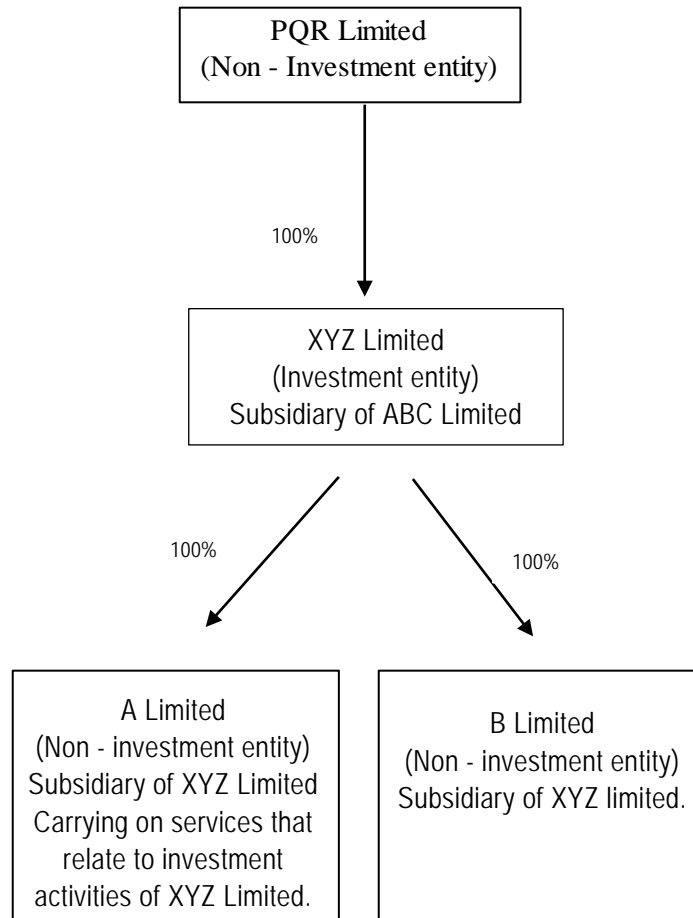 PQR Limited
(Non - Investment entity)
100%
XYZ Limited
(Investment entity)
Subsidiary of ABC Limited
100%
100%
A Limited
(Non - investment entity)
Subsidiary of XYZ Limited
Carrying on services that
relate to investment
activities of XYZ Limited.
B Limited
(Non - investment entity)
Subsidiary of XYZ limited.